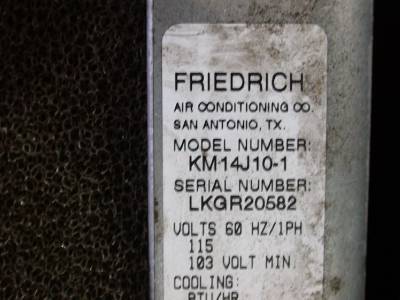 FRIEDRICH
AIR CONDITIONING CO.
SAN ANTONIO, TX.
MODEL NUMBER:
KM14J10-1
SERIAL NUMBER:
LKGR20582
VOLTS 60 HZ/1PH
115
103 VOLT MIN.
COOLING:
BTU/HR